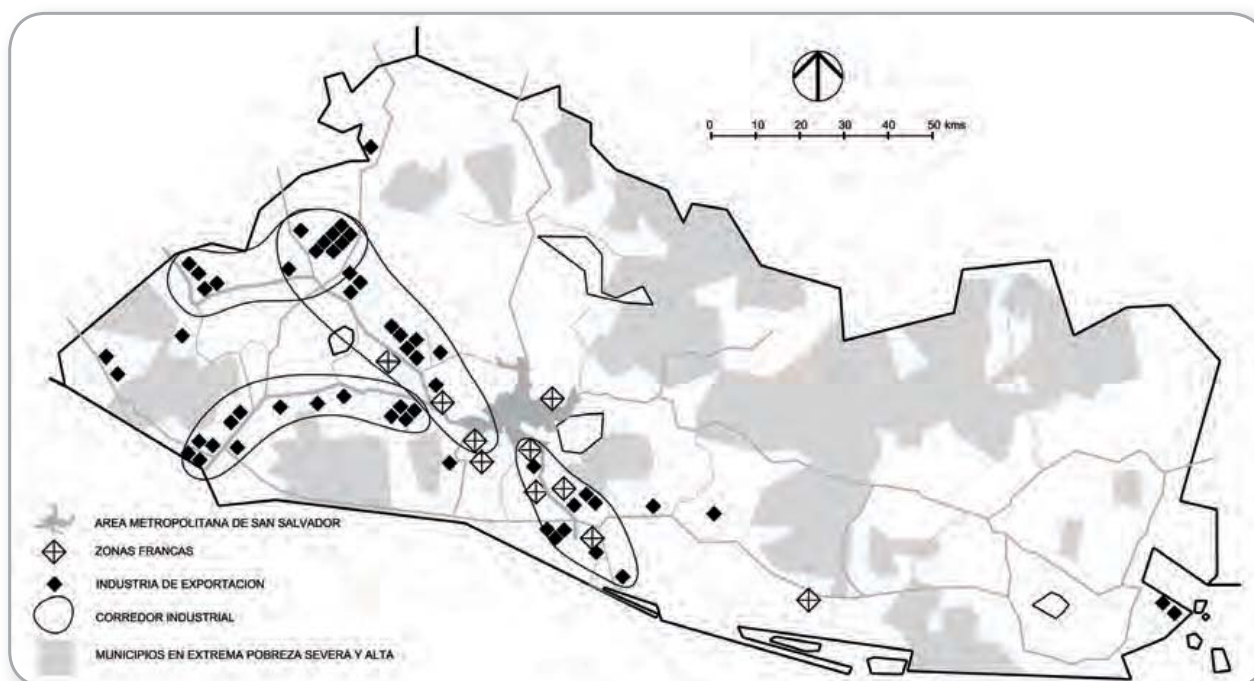 0 10 20 30 40 50 kms
AREA METROPOLITANA DE SAN SALVADOR
ZONAS FRANCAS
INDUSTRIA DE EXPORTACION
CORREDOR INDUSTRIAL
MUNICIPIOS EN EXTREMA POBREZA SEVERA Y ALTA